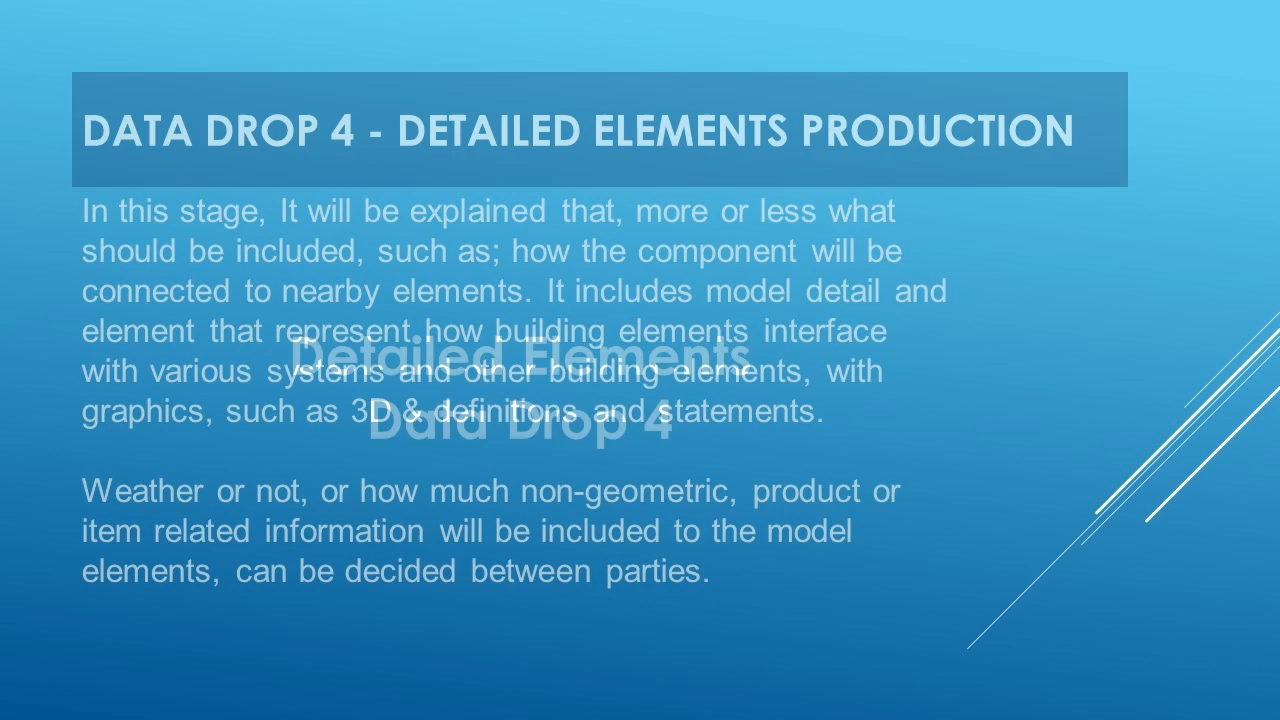 DATA DROP 4 - DETAILED ELEMENTS PRODUCTION
In this stage, It will be explained that, more or less what
should be included, such as; how the component will be
connected to nearby elements. It includes model detail and
element that represent how building elements interface
with various systems and other building elements, with
graphics, such as 3D & definitions and statements.
Detailed Elements
Data Drop 4
Weather or not, or how much non-geometric, product or
item related information will be included to the model
elements, can be decided between parties.